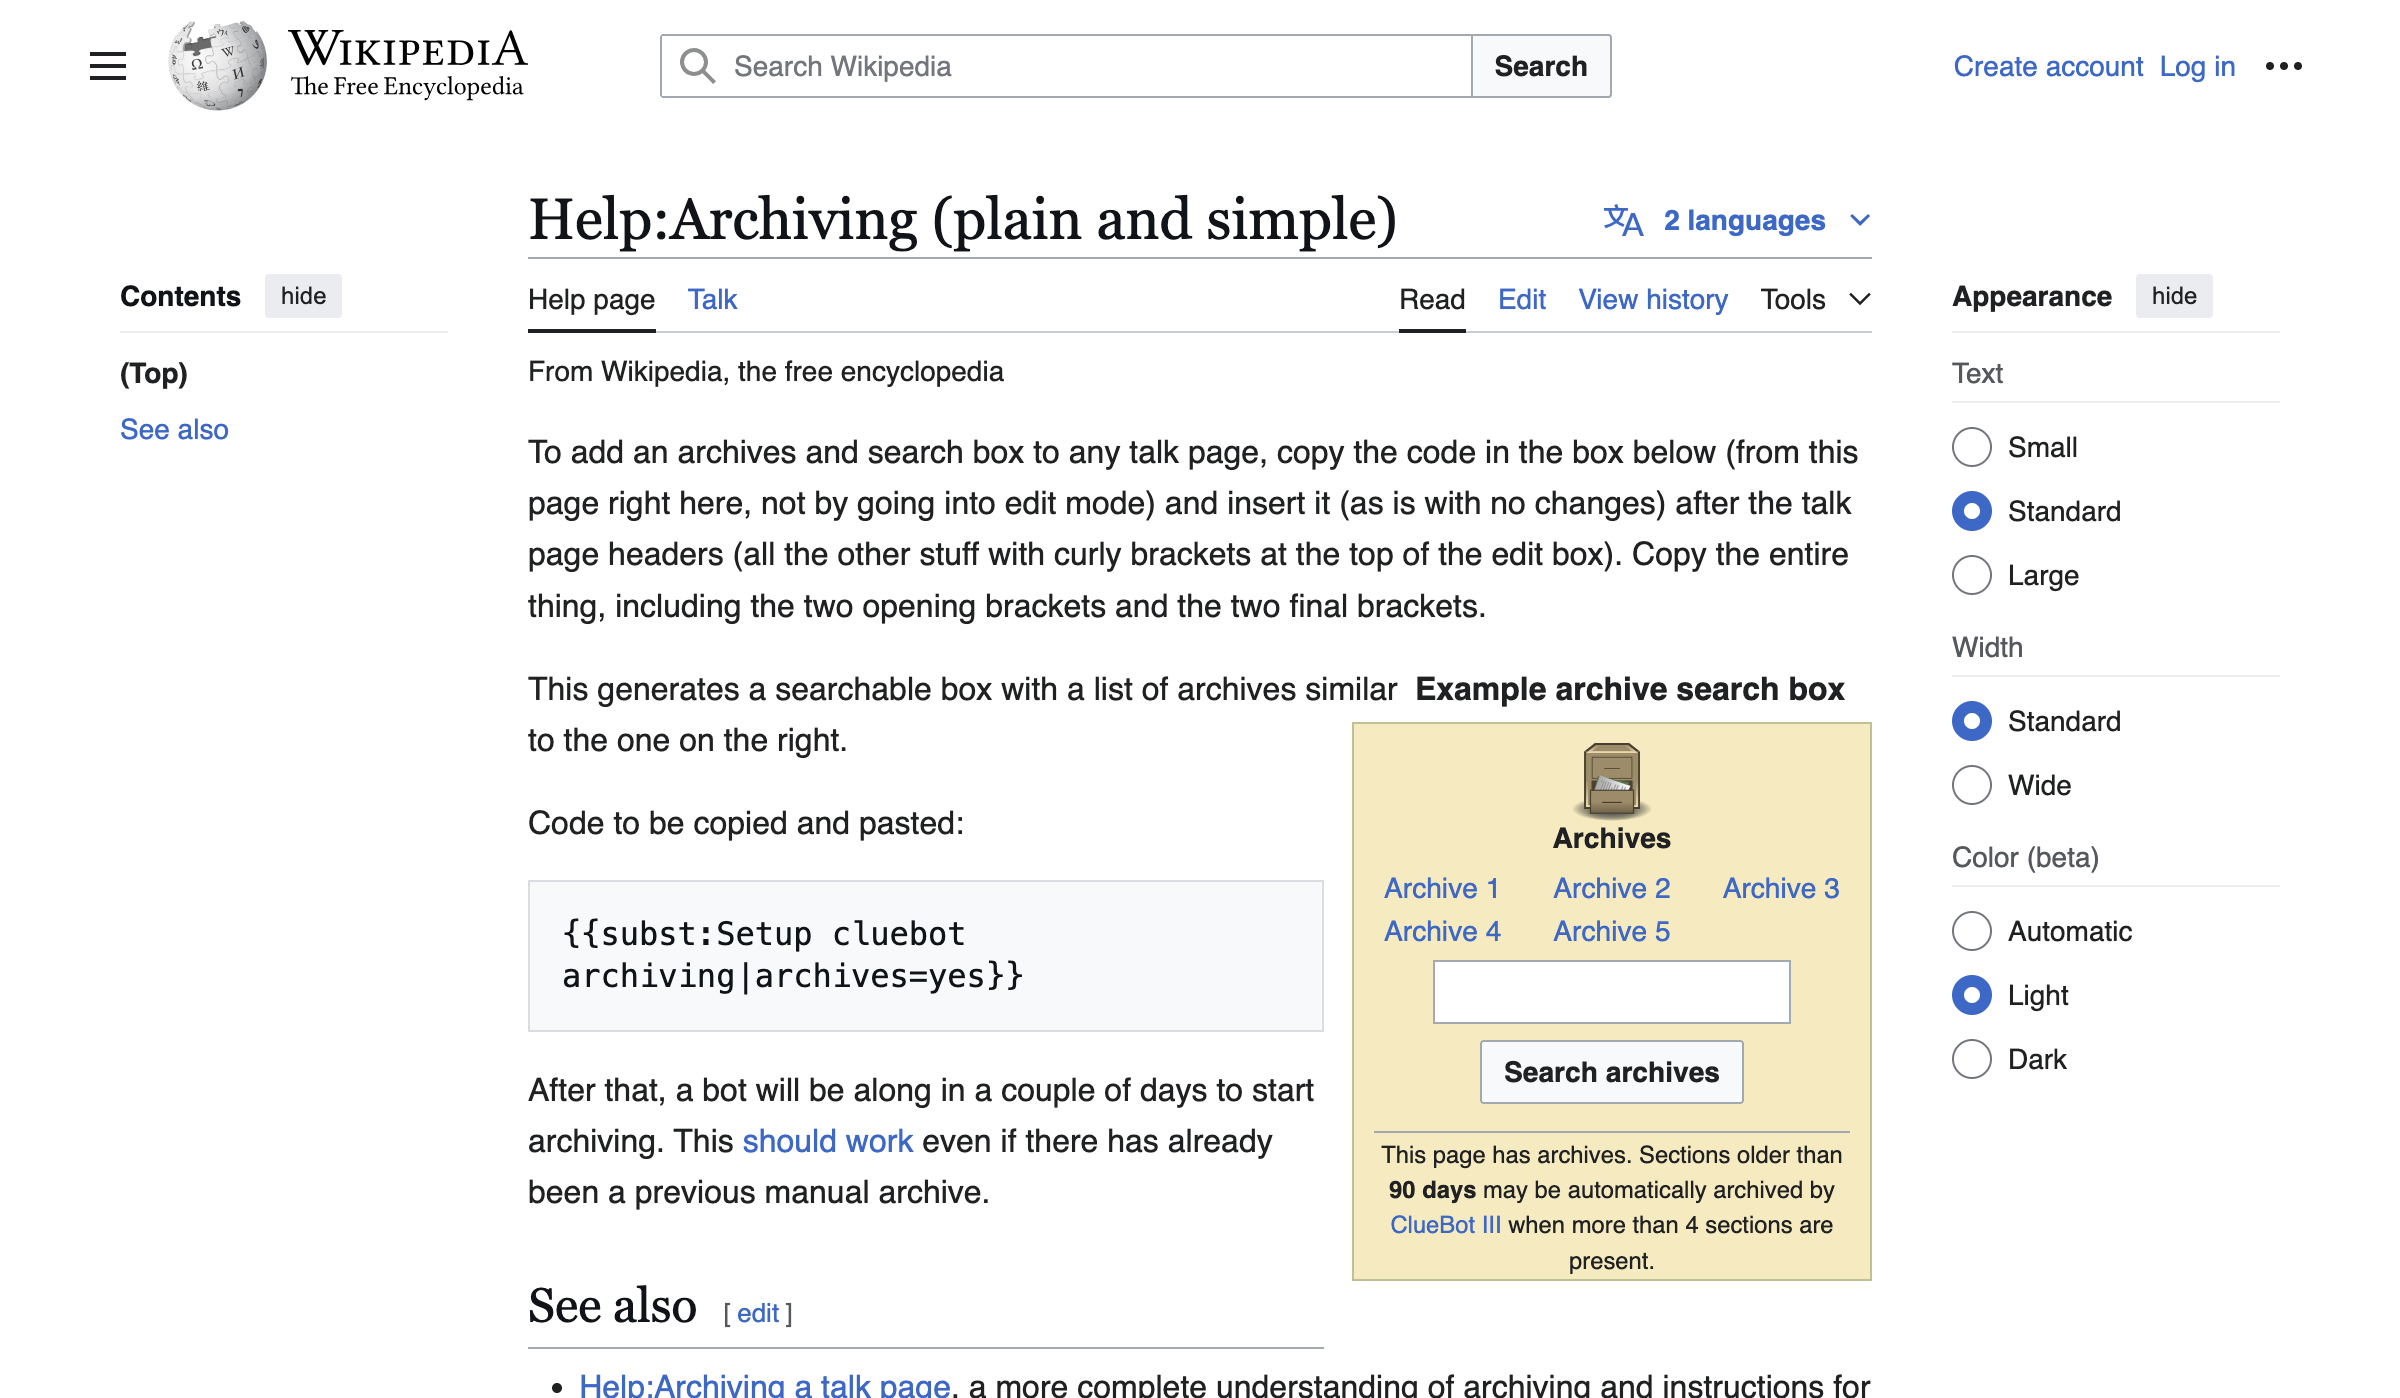 WIKIPEDIA
The Free Encyclopedia
Search Wikipedia
Search
Create account
Log in
Contents
hide
(Top)
See also
Help:Archiving (plain and simple)
2 languages
Help page
Talk
Read
Edit
View history
Tools
From Wikipedia, the free encyclopedia
To add an archives and search box to any talk page, copy the code in the box below (from this
page right here, not by going into edit mode) and insert it (as is with no changes) after the talk
page headers (all the other stuff with curly brackets at the top of the edit box). Copy the entire
thing, including the two opening brackets and the two final brackets.
This generates a searchable box with a list of archives similar
to the one on the right.
Code to be copied and pasted:
{{subst:Setup cluebot
archiving|archives=yes}}
After that, a bot will be along in a couple of days to start
archiving. This should work even if there has already
been a previous manual archive.
Example archive search box
Archives
Archive 1
Archive 2
Archive 3
Archive 4
Archive 5
Search archives
This page has archives. Sections older than
90 days may be automatically archived by
ClueBot III when more than 4 sections are
present.
See also [ edit ]
• Help:Archiving a talk page, a more complete understanding of archiving and instructions for
Appearance
hide
Text
Small
Standard
Large
Width
Standard
Wide
Color (beta)
Automatic
Light
Dark